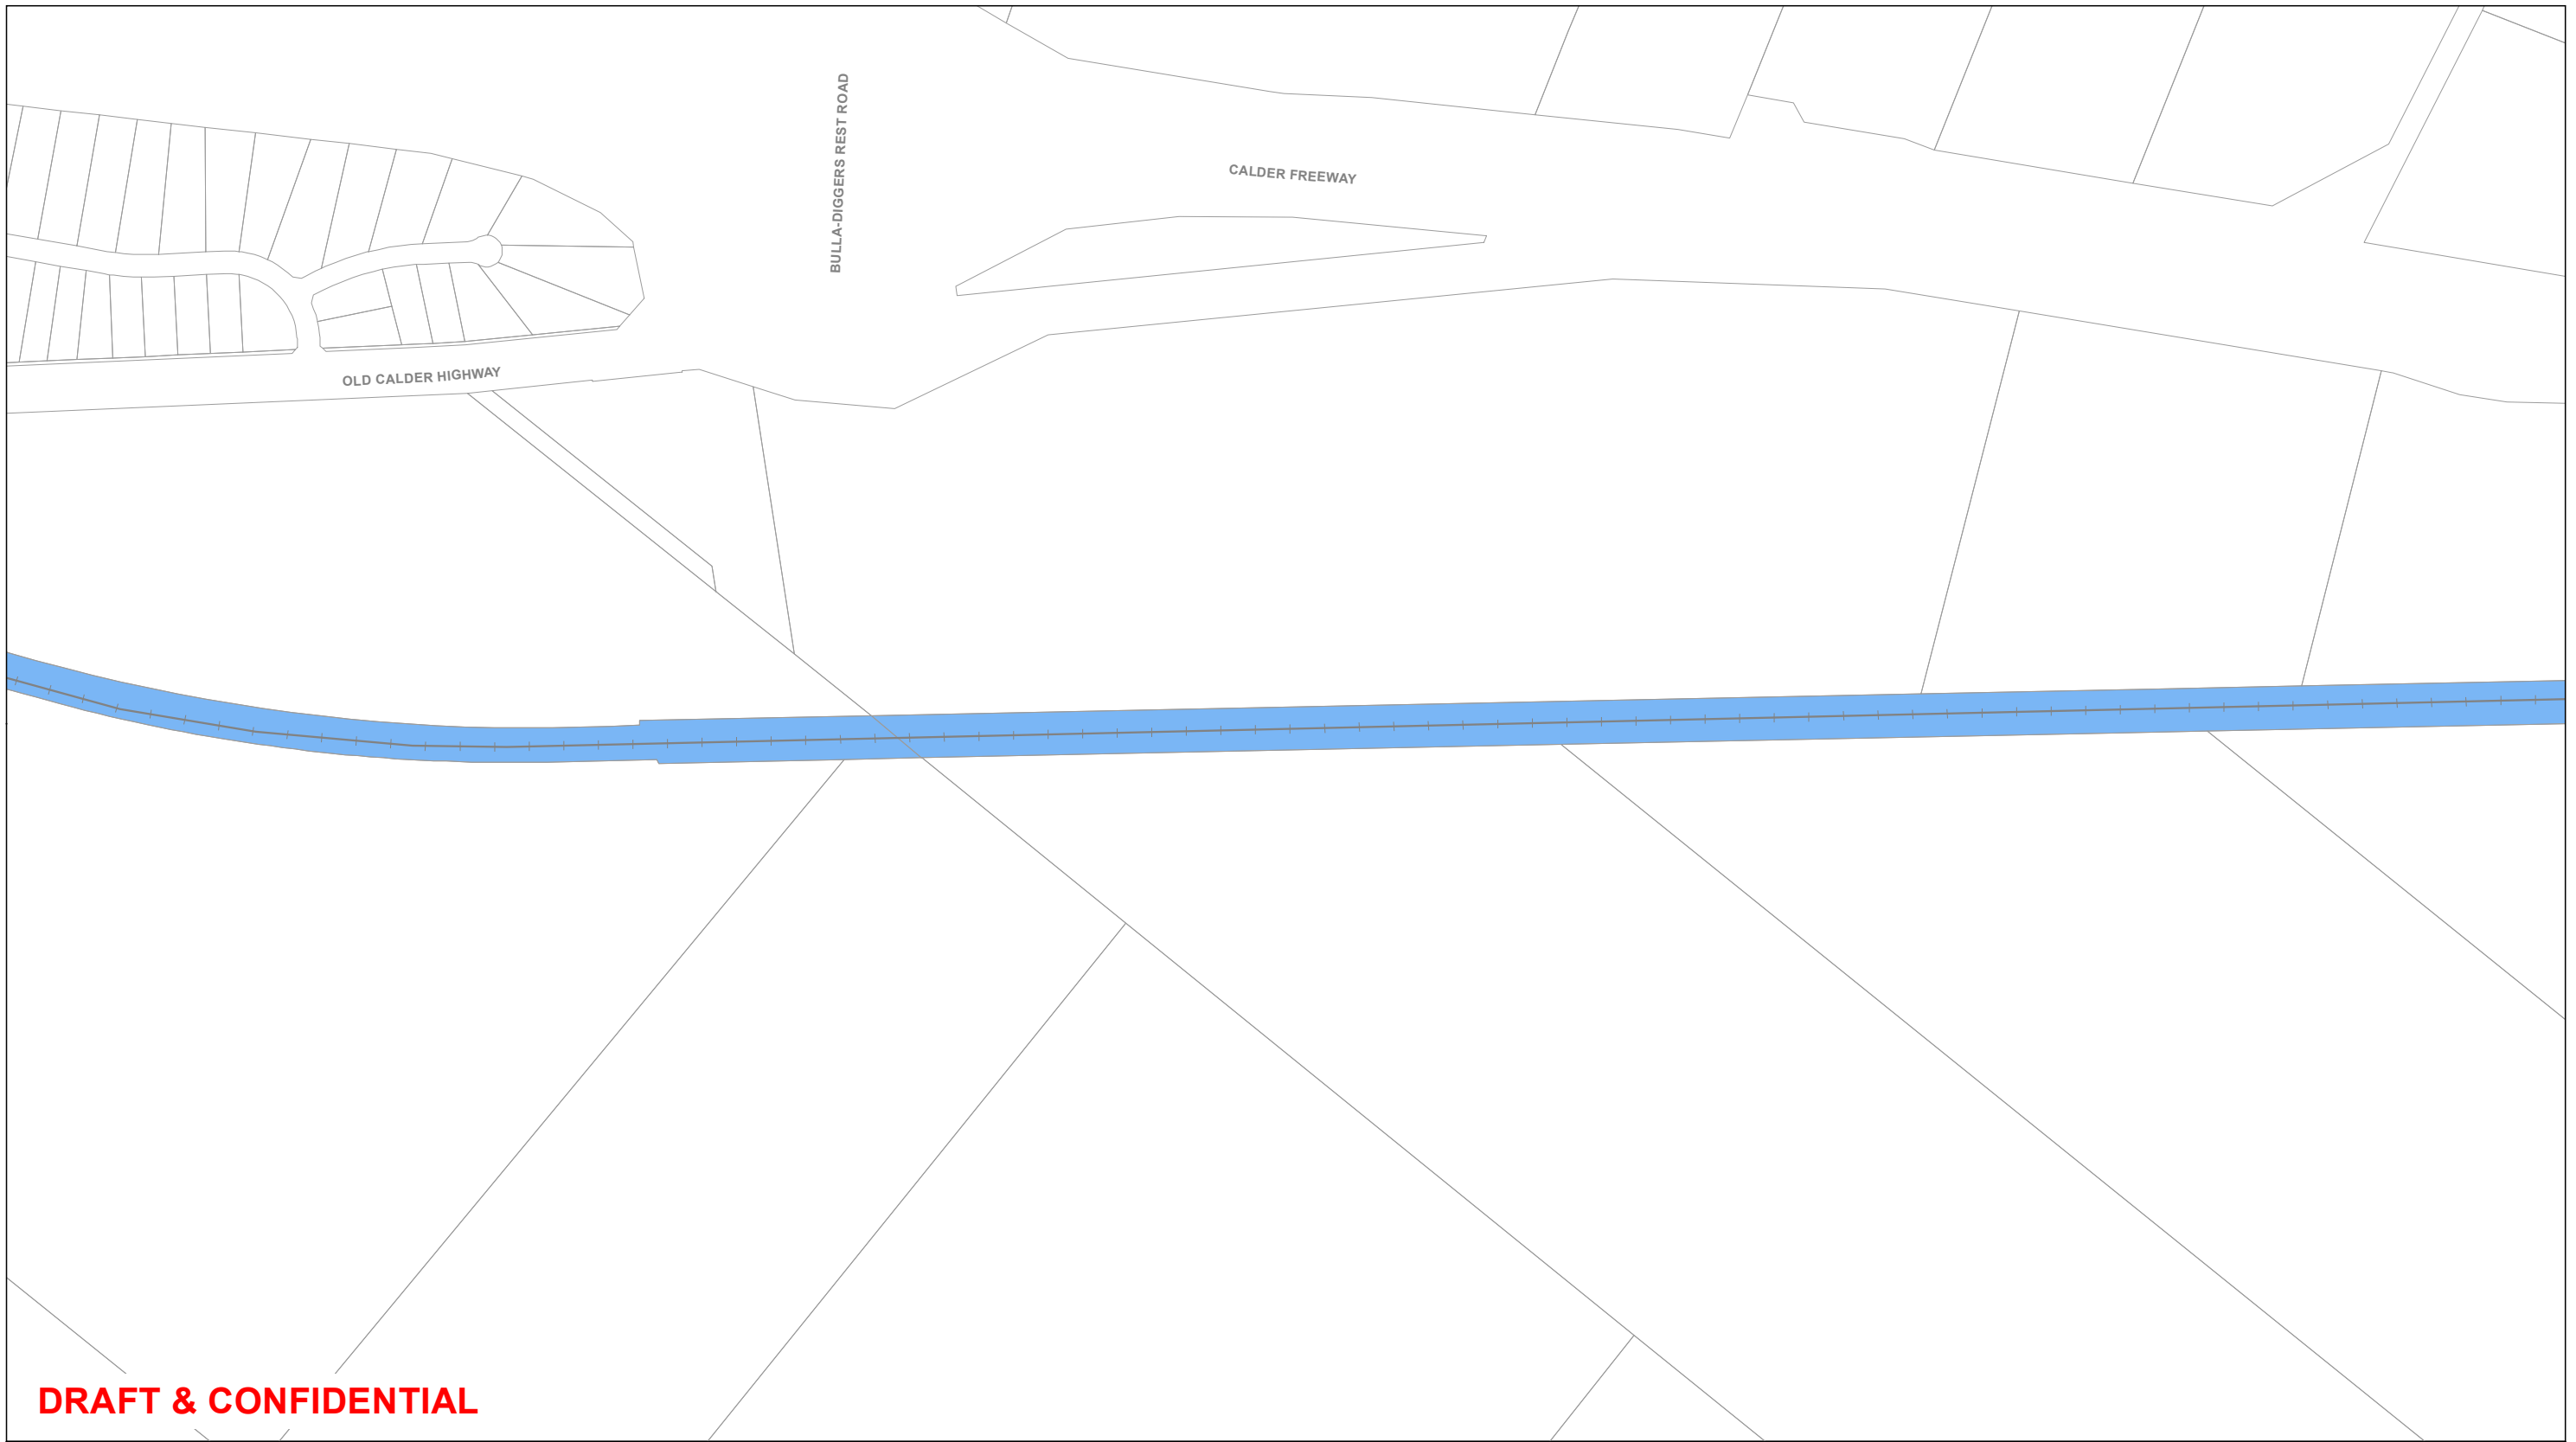 BULLA-DIGGERS REST ROAD
CALDER FREEWAY
OLD CALDER HIGHWAY
DRAFT & CONFIDENTIAL